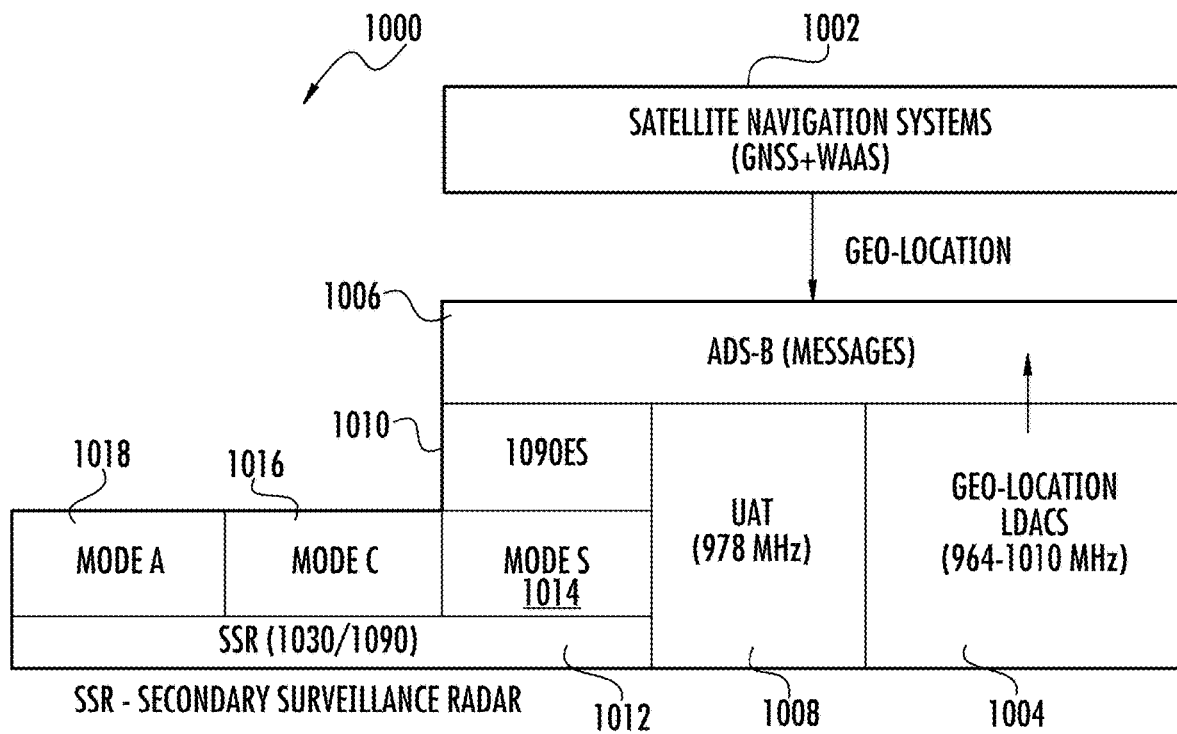 1000
1002
SATELLITE NAVIGATION SYSTEMS
(GNSS+WAAS)
GEO-LOCATION
1006
ADS-B (MESSAGES)
1010
1090ES
1018
1016
UAT
(978 MHz)
GEO-LOCATION
LDACS
(964-1010 MHz)
MODE A
MODE C
MODE S
1014
SSR (1030/1090)
SSR - SECONDARY SURVEILLANCE RADAR
1012
1008
1004